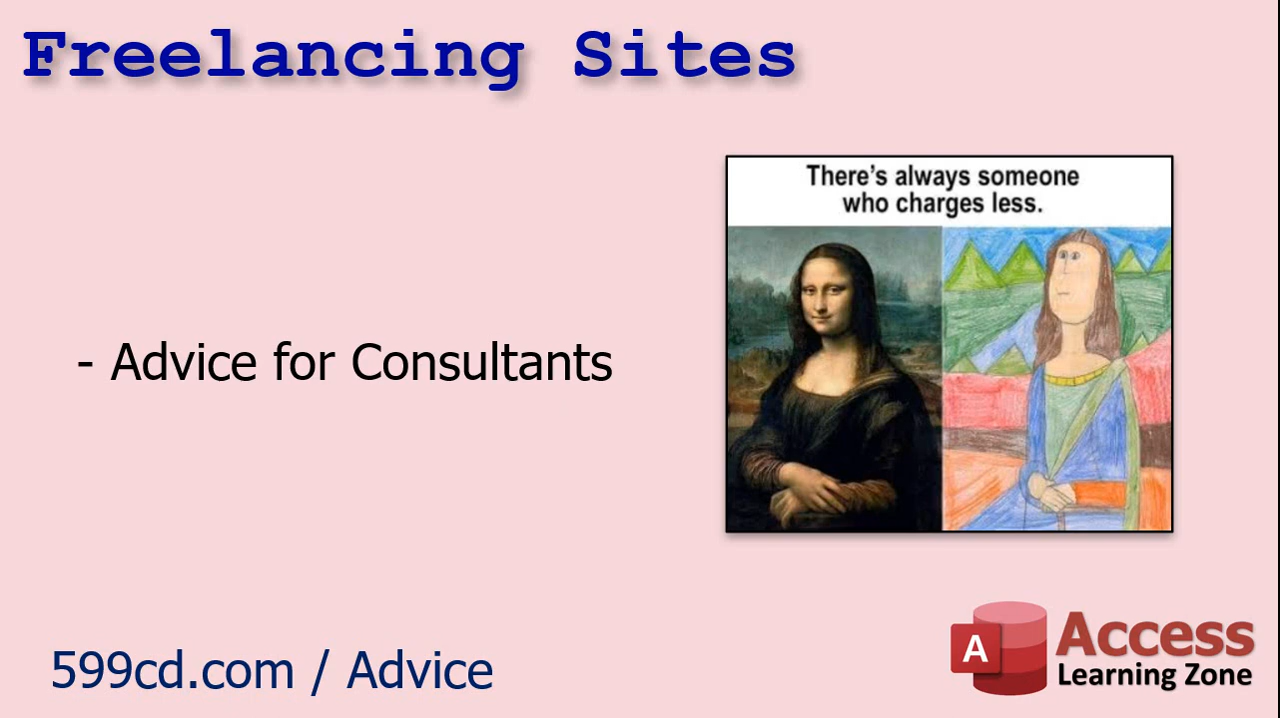 Freelancing Sites
There's always someone
who charges less.
- Advice for Consultants
599cd.com / Advice
A
Access
Learning Zone